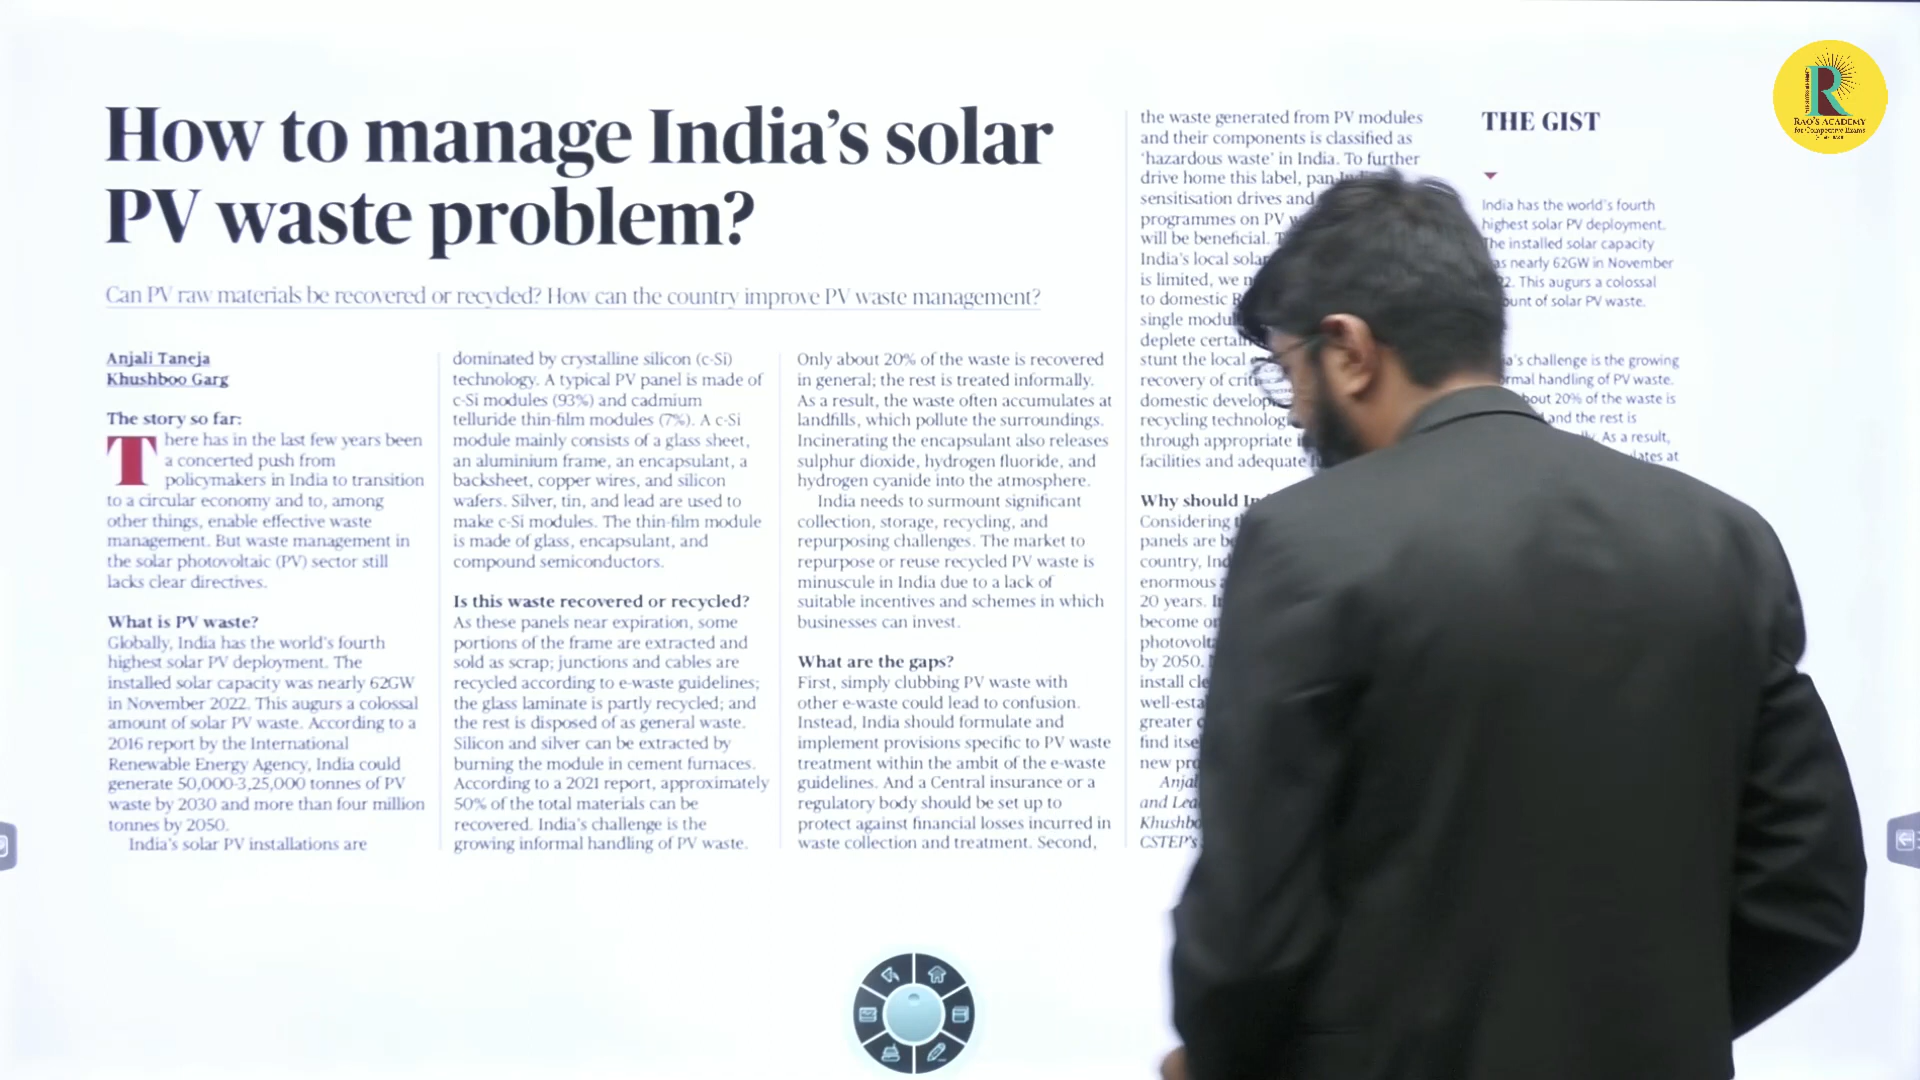 How to manage India's solar
PV waste problem?
Can PV raw materials be recovered or recycled? How can the country improve PV waste management?
Anjali Taneja
Khushboo Garg
The story so far:
There has in the last few years been
a concerted push from
policymakers in India to transition
to a circular economy and to, among
other things, enable effective waste
management. But waste management in
the solar photovoltaic (PV) sector still
lacks clear directives.
What is PV waste?
Globally, India has the world's fourth
highest solar PV deployment. The
installed solar capacity was nearly 62GW
in November 2022. This augurs a colossal
amount of solar PV waste. According to a
2016 report by the International
Renewable Energy Agency, India could
generate 50,000-3,25,000 tonnes of PV
waste by 2030 and more than four million
tonnes by 2050.
India's solar PV installations are
dominated by crystalline silicon (c-Si)
technology. A typical PV panel is made of
c-Si modules (93%) and cadmium
telluride thin-film modules (7%). A c-Si
module mainly consists of a glass sheet,
an aluminium frame, an encapsulant, a
backsheet, copper wires, and silicon
wafers. Silver, tin, and lead are used to
make c-Si modules. The thin-film module
is made of glass, encapsulant, and
compound semiconductors.
Is this waste recovered or recycled?
As these panels near expiration, some
portions of the frame are extracted and
sold as scrap; junctions and cables are
recycled according to e-waste guidelines;
the glass laminate is partly recycled; and
the rest is disposed of as general waste.
Silicon and silver can be extracted by
burning the module in cement furnaces.
According to a 2021 report, approximately
50% of the total materials can be
recovered. India's challenge is the
growing informal handling of PV waste.
Only about 20% of the waste is recovered
in general; the rest is treated informally.
As a result, the waste often accumulates at
landfills, which pollute the surroundings.
Incinerating the encapsulant also releases
sulphur dioxide, hydrogen fluoride, and
hydrogen cyanide into the atmosphere.
India needs to surmount significant
collection, storage, recycling, and
repurposing challenges. The market to
repurpose or reuse recycled PV waste is
minuscule in India due to a lack of
suitable incentives and schemes in which
businesses can invest.
What are the gaps?
First, simply clubbing PV waste with
other e-waste could lead to confusion.
Instead, India should formulate and
implement provisions specific to PV waste
treatment within the ambit of the e-waste
guidelines. And a Central insurance or a
regulatory body should be set up to
protect against financial losses incurred in
waste collection and treatment. Second,
the waste generated from PV modules
and their components is classified as
'hazardous waste' in India. To further
drive home this label,
sensitisation drives and
programmes on PV
will be beneficial.
India's local solar
is limited, we
to domestic
single
deplete certain
stunt the local
recovery of
domestic
recycling
through appropriate
facilities and adequate
Why should
Considering
panels are
country,
enormous
20 years.
become
by 2050.
install
greater
find
new
Anjali
and
CSTEP's
THE GIST
India has the world's fourth
highest solar PV deployment.
The installed solar capacity
was nearly 62GW in November
This augurs a colossal
amount of solar PV waste.
challenge is the growing
handling of PV waste.
about 20% of the waste is
and the rest is
As a result,
at
R
RAO'S ACADEMY
for Competitive Exams